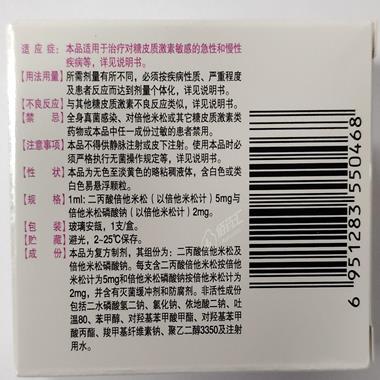 适 应 症：本品适用于治疗对糖皮质激素敏感的急性和慢性
疾病等，详见说明书。
【用法用量】所需剂量有所不同，必须按疾病性质、严重程度
及患者反应而达到剂量个体化，详见说明书。
【不良反应】与其他糖皮质激素不良反应类似，详见说明书。
【禁 忌】全身真菌感染、对倍他米松或其它糖皮质激素类
药物或本品中任一成份过敏的患者禁用。
【注意事项】本品不得供静脉注射或皮下注射。使用本品时必
须严格执行无菌操作规定等，详见说明书。
【性 状】本品为无色至淡黄色的略粘稠液体，含白色或类
白色易悬浮颗粒。
【规 格】1ml：二丙酸倍他米松（以倍他米松计）5mg与
倍他米松磷酸钠（以倍他米松计）2mg。
【包 装】玻璃安瓿，1支/盒。
【贮 藏】避光，2-25℃保存。
【成 份】本品为复方制剂，其组份为：二丙酸倍他米松及
倍他米松磷酸钠。每支含二丙酸倍他米松按倍他
米松计为5mg和倍他米松磷酸钠按倍他米松计为
2mg，并含有灭菌缓冲剂和防腐剂。非活性成份
包括二水磷酸氢二钠、氯化钠、依地酸二钠、吐
温80、苯甲醇、对羟基苯甲酸甲酯、对羟基苯甲
酸丙酯、羧甲基纤维素钠、聚乙二醇3350及注射
用水。
6 951283 550468